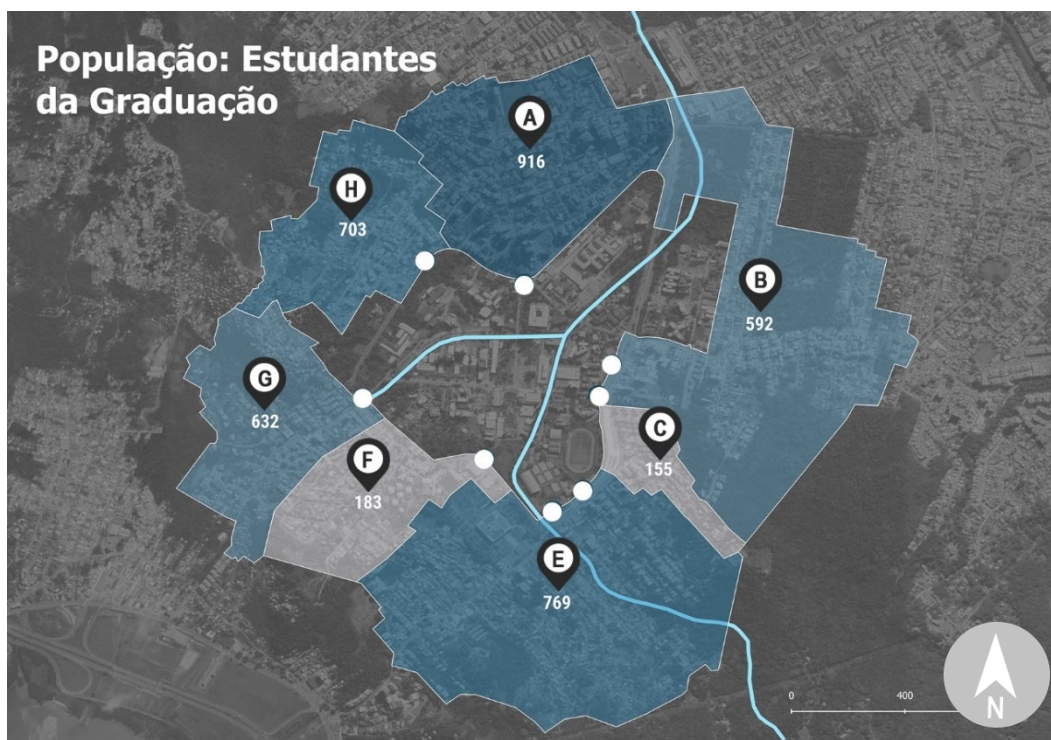 População: Estudantes
da Graduação
A
916
H
703
B
592
G
632
C
155
F
183
E
769
0
400
N